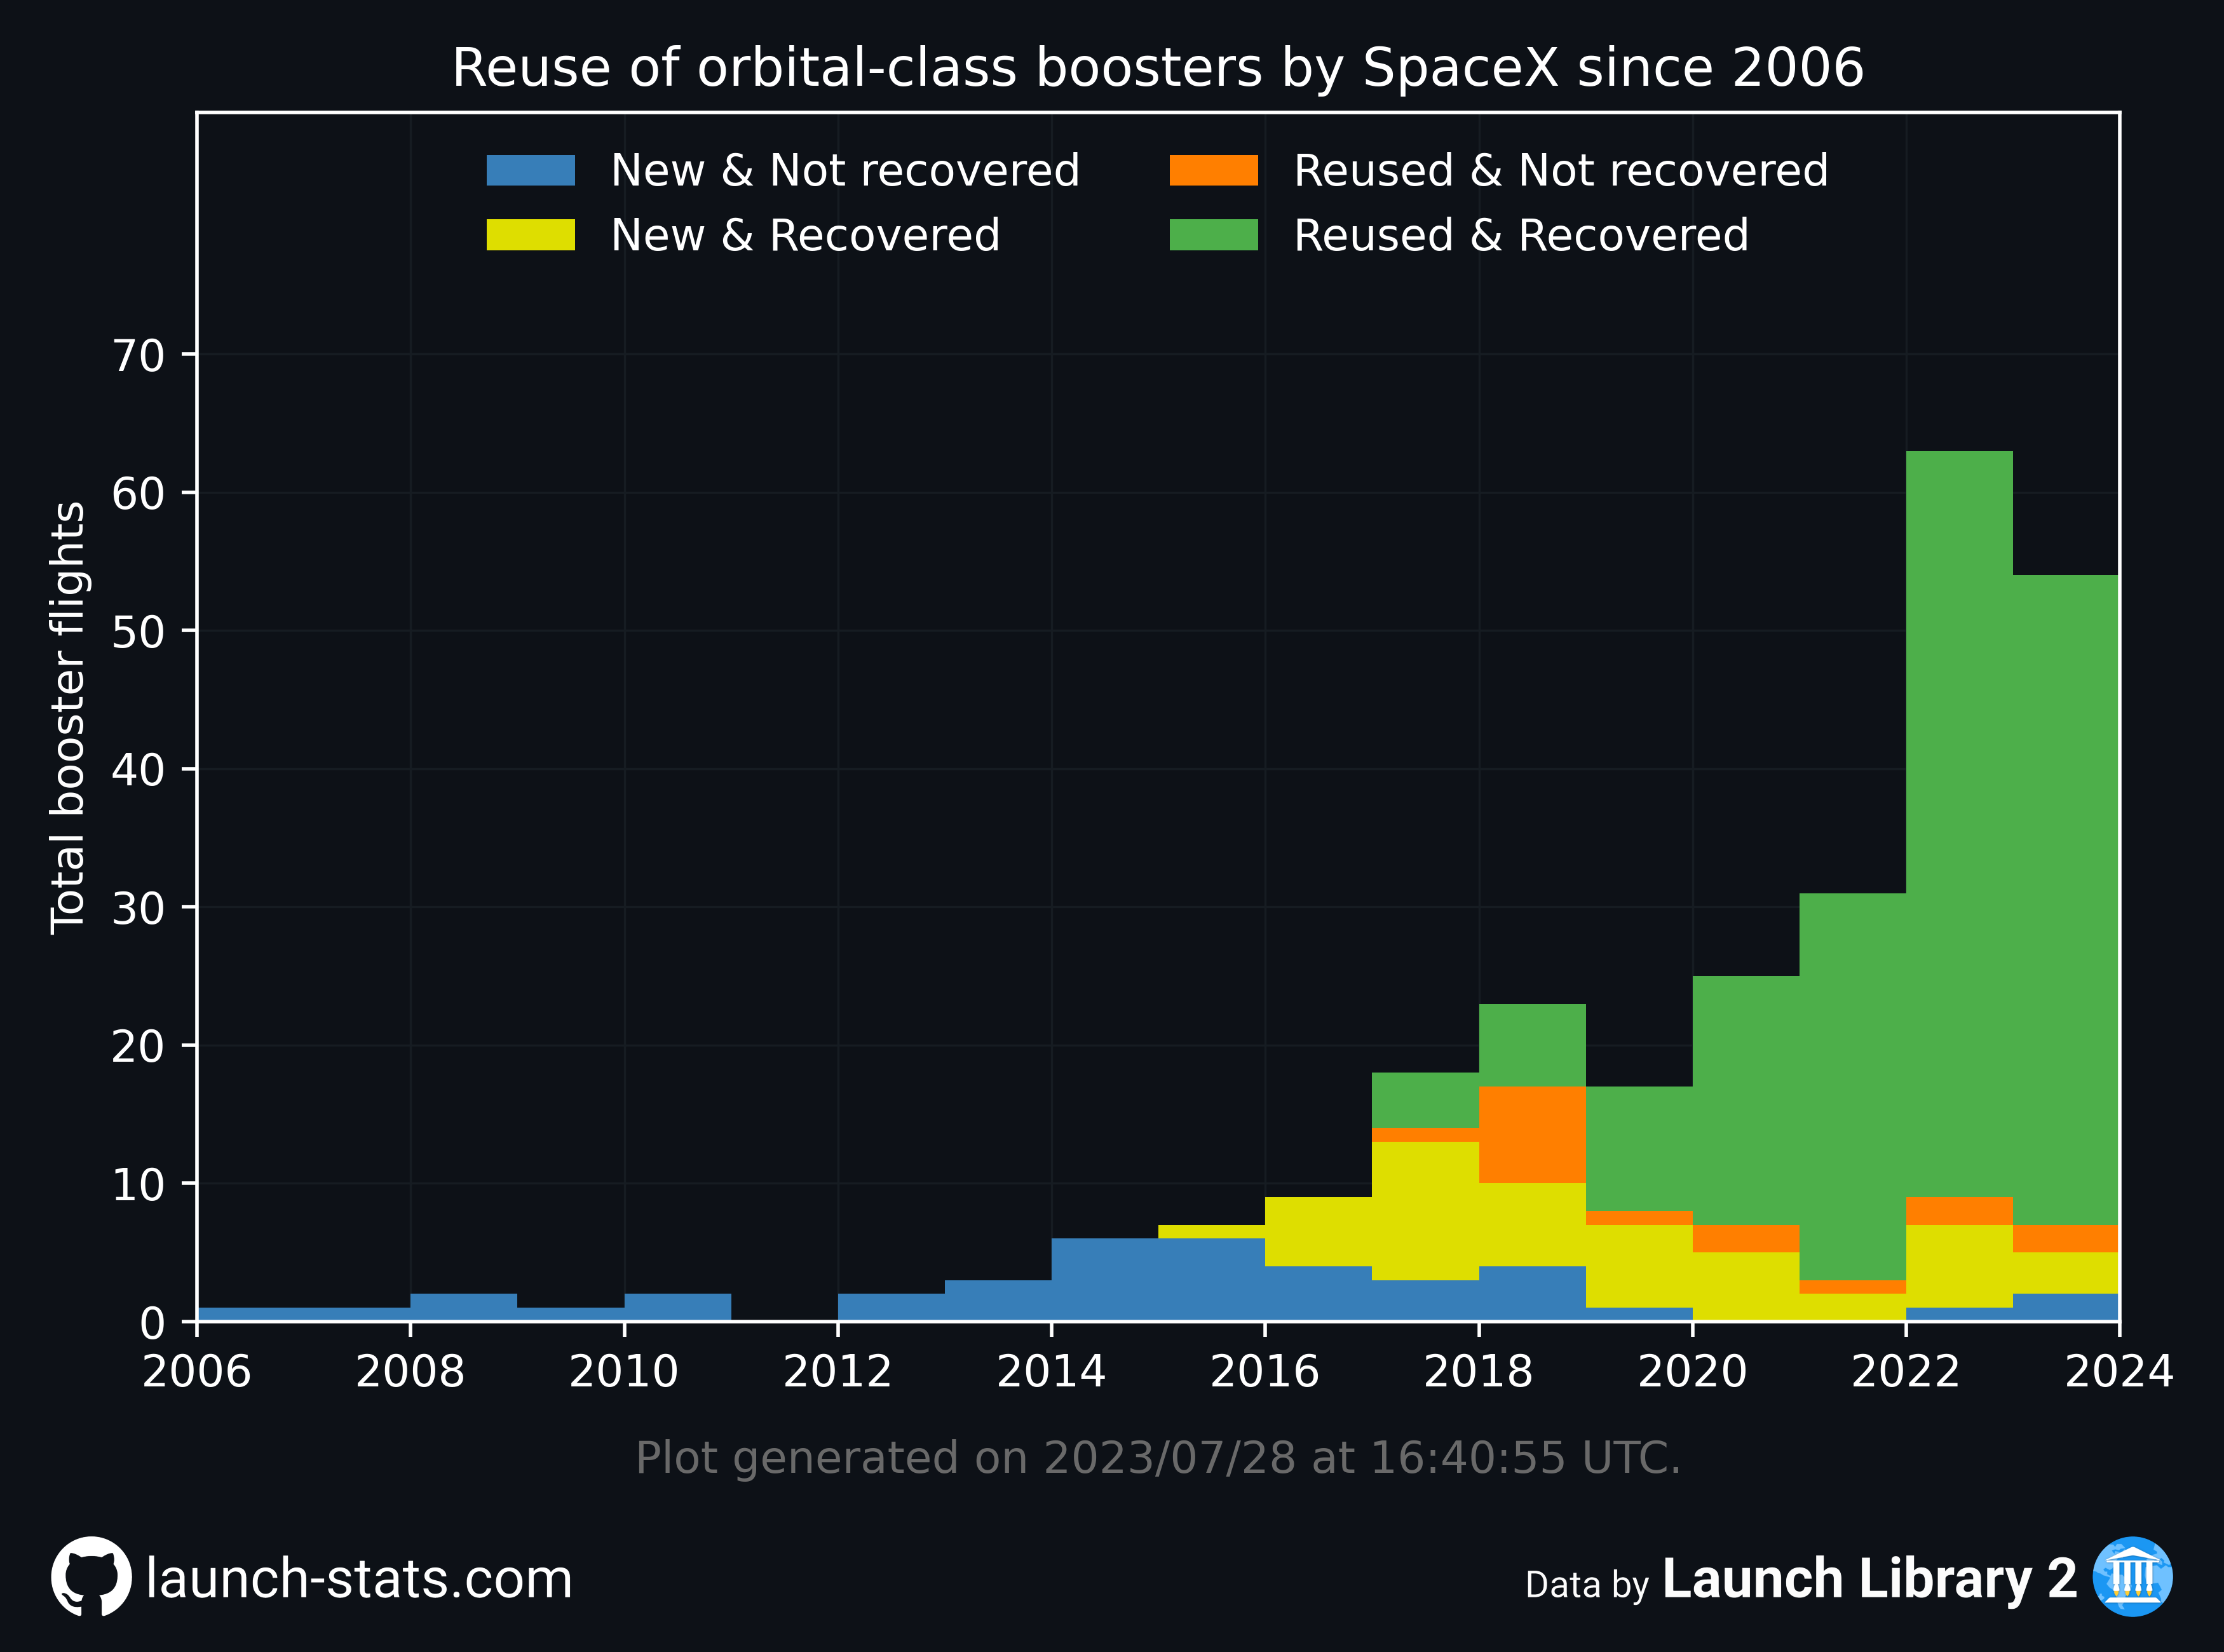 Reuse of orbital-class boosters by SpaceX since 2006
New & Not recovered
New & Recovered
Reused & Not recovered
Reused & Recovered
Total booster flights
70
60
50
40
30
20
10
0
2006 2008 2010 2012 2014 2016 2018 2020 2022 2024
Plot generated on 2023/07/28 at 16:40:55 UTC.
launch-stats.com
Data by Launch Library 2